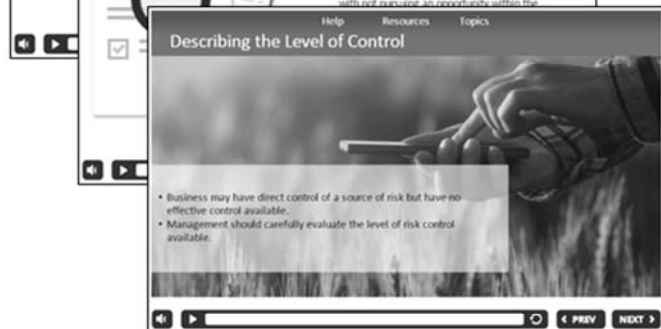 with not pursuing an opportunity within the
Help Resources Topics
Describing the Level of Control
• Business may have direct control of a source of risk but have no
effective control available.
• Management should carefully evaluate the level of risk control
available.
PREV NEXT